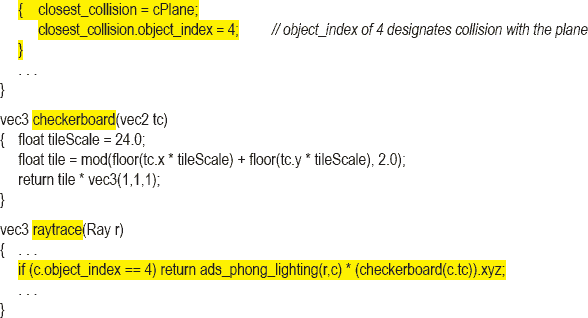 { closest_collision = cPlane;
closest_collision.object_index = 4; // object_index of 4 designates collision with the plane
}
. . .
}
vec3 checkerboard(vec2 tc)
{ float tileScale = 24.0;
float tile = mod(floor(tc.x * tileScale) + floor(tc.y * tileScale), 2.0);
return tile * vec3(1,1,1);
}
vec3 raytrace(Ray r)
{ . . .
if (c.object_index == 4) return ads_phong_lighting(r,c) * (checkerboard(c.tc)).xyz;
. . .
}